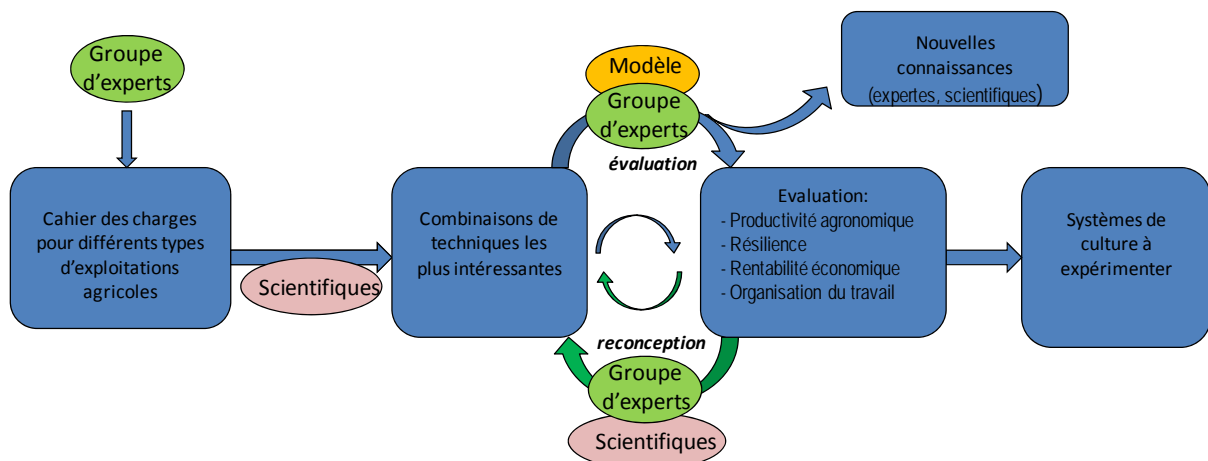 Groupe
d'experts
Cahier des charges
pour différents types
d'exploitations
agricoles
Scientifiques
Combinaisons de
techniques les
plus intéressantes
Modèle
Groupe
d'experts
évaluation
Nouvelles
connaissances
(expertes, scientifiques)
Evaluation:
- Productivité agronomique
- Résilience
- Rentabilité économique
- Organisation du travail
reconception
Groupe
d'experts
Scientifiques
Systèmes de
culture à
expérimenter